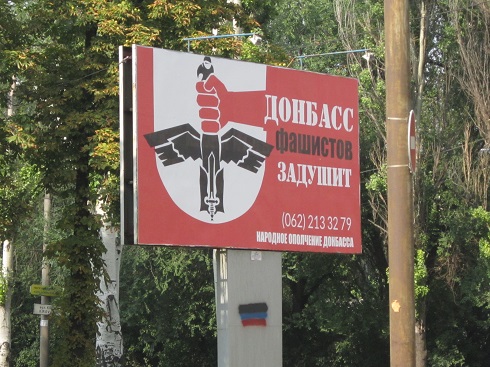 ДОНБАСС
фашистов
ЗАДУШИТ
(062) 213 32 79
НАРОДНОЕ ОПОЛЧЕНИЕ ДОНБАССА